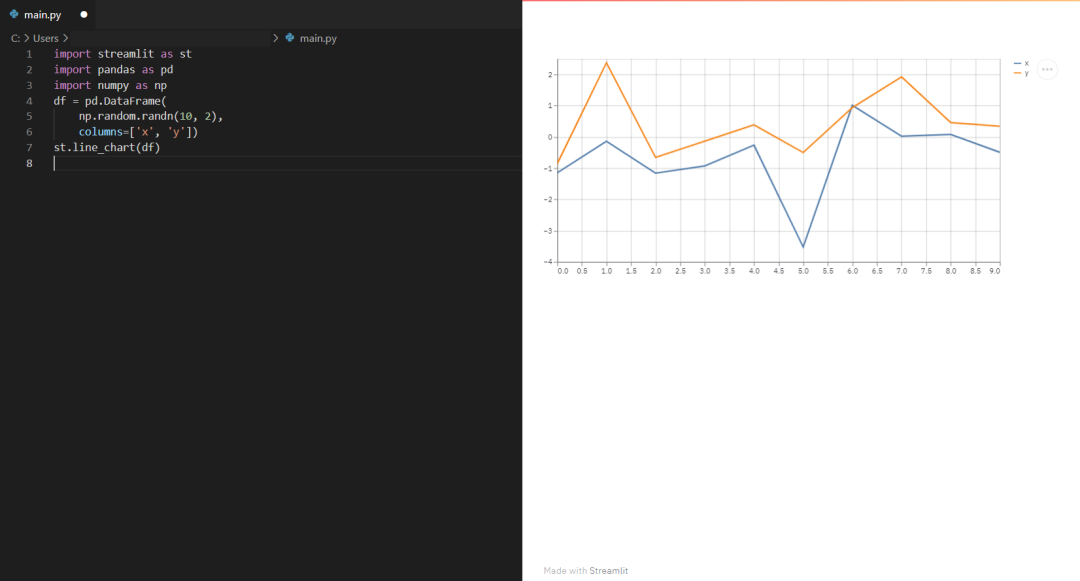 main.py
C: > Users > > main.py
1 import streamlit as st
2 import pandas as pd
3 import numpy as np
4 df = pd.DataFrame(
5     np.random.randn(10, 2),
6     columns=['x', 'y'])
7 st.line_chart(df)
8
x
y
2
1
0
−1
−2
−3
−4
0.0 0.5 1.0 1.5 2.0 2.5 3.0 3.5 4.0 4.5 5.0 5.5 6.0 6.5 7.0 7.5 8.0 8.5 9.0
Made with Streamlit